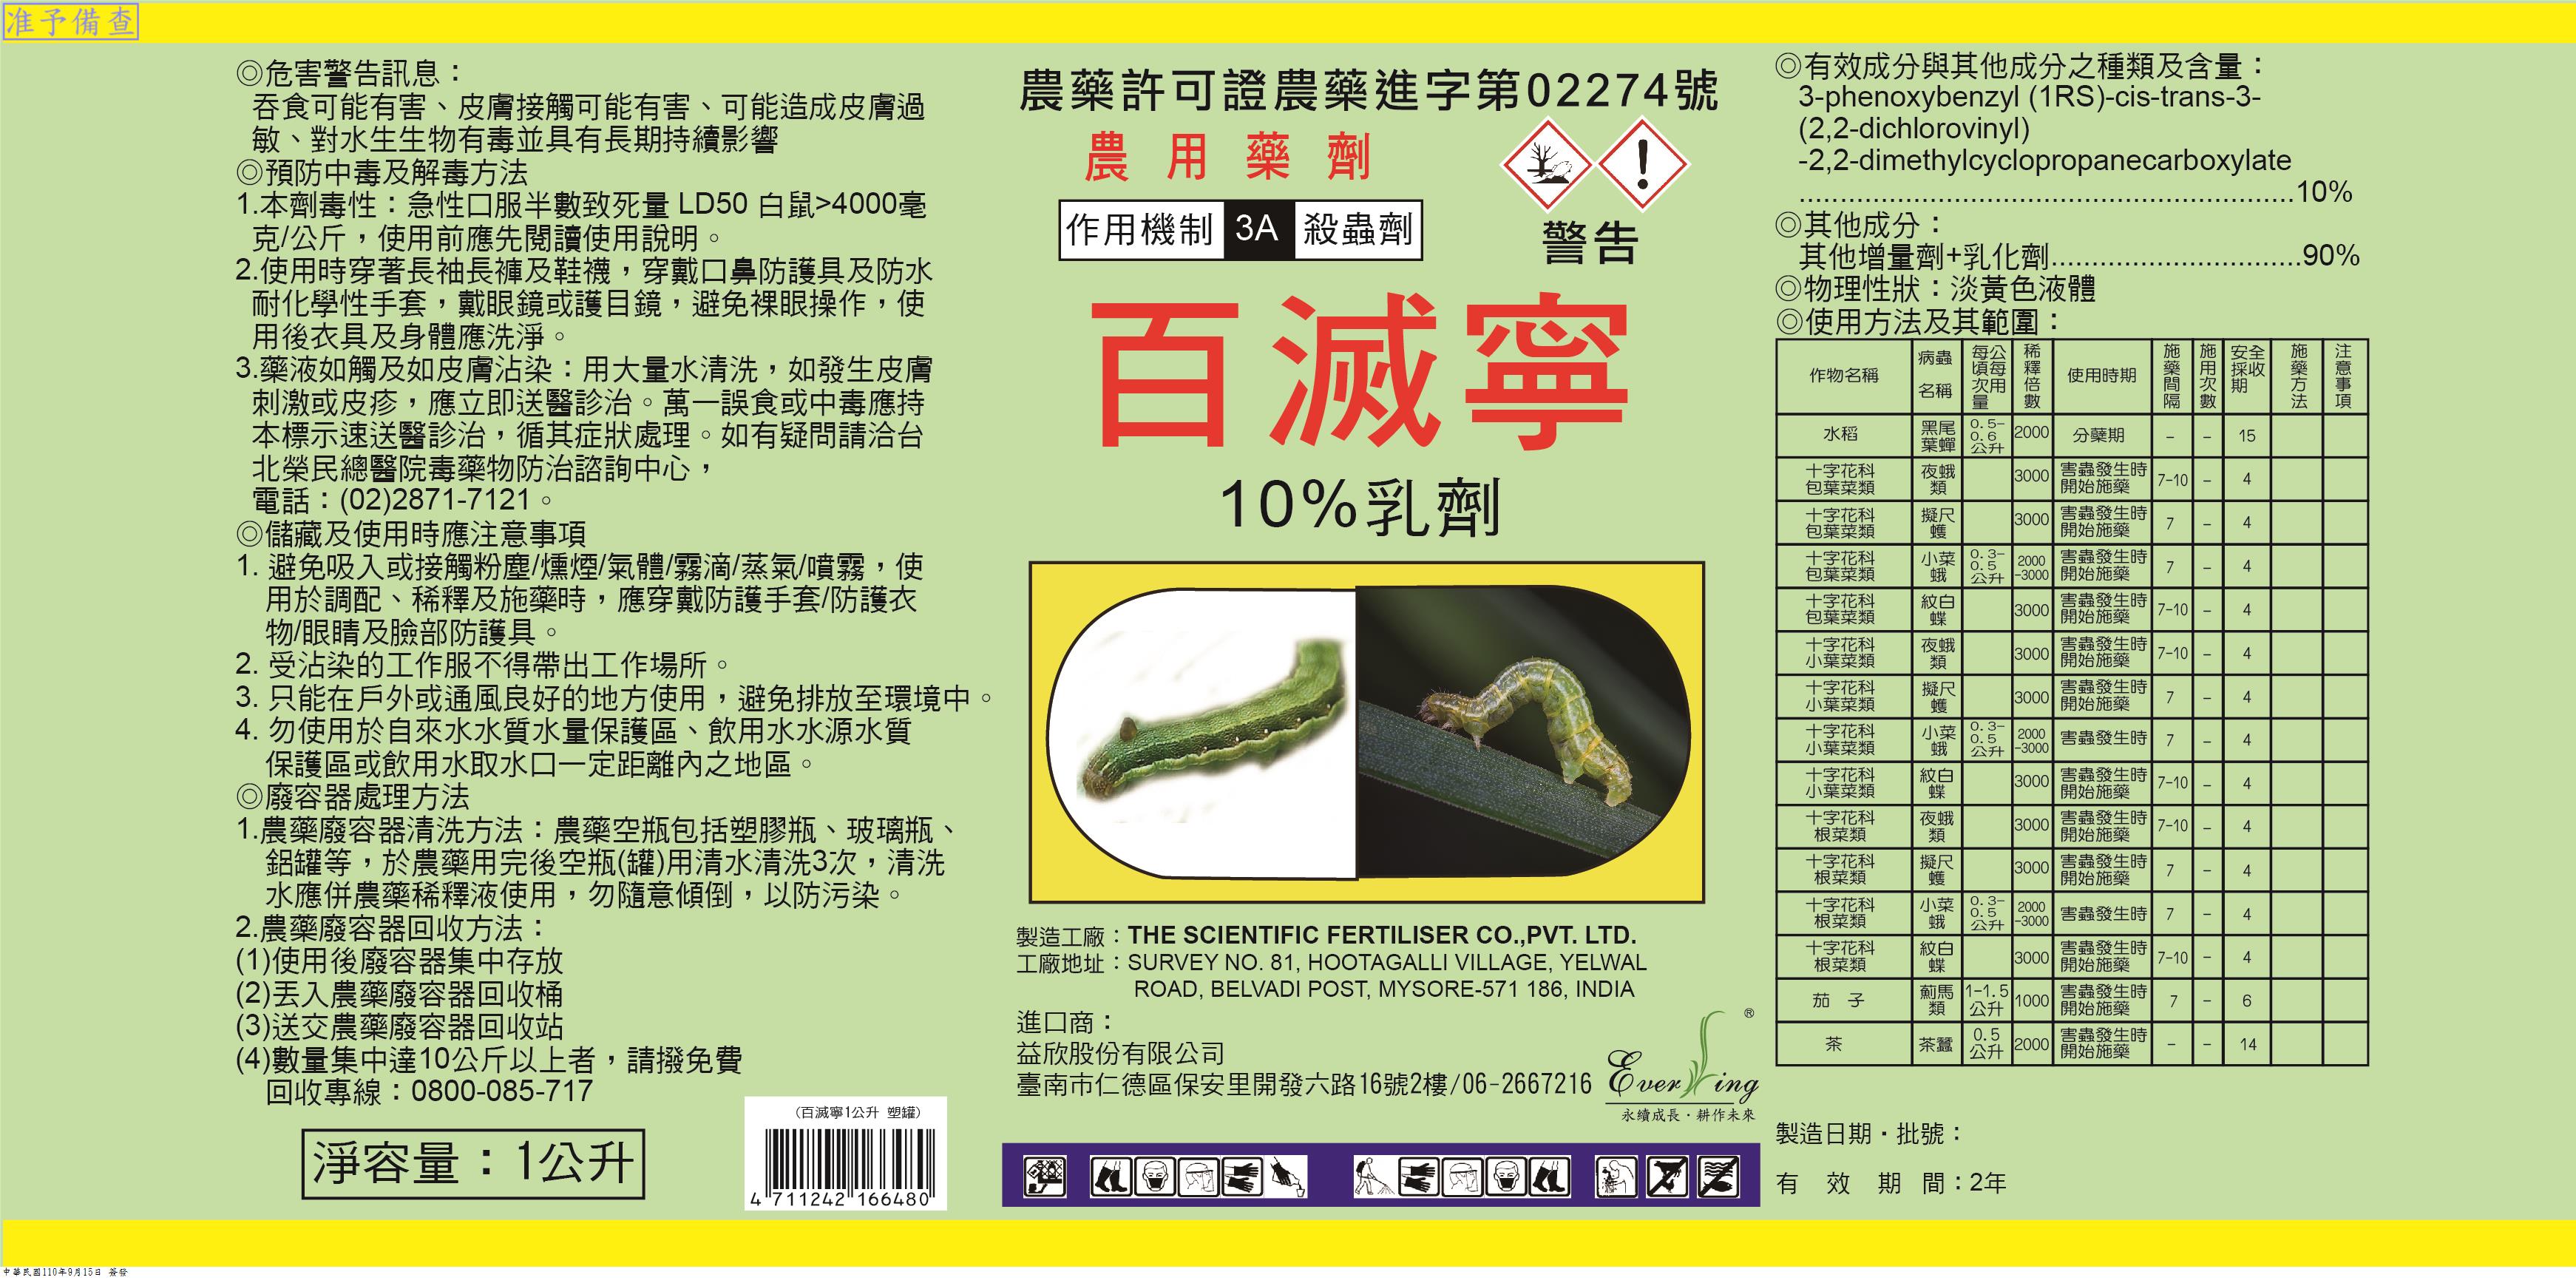 准予備查
◎危害警告訊息：
吞食可能有害、皮膚接觸可能有害、可能造成皮膚過
敏、對水生生物有毒並具有長期持續影響
◎預防中毒及解毒方法
1.本劑毒性：急性口服半數致死量 LD50 白鼠>4000毫
克/公斤，使用前應先閱讀使用說明。
2.使用時穿著長袖長褲及鞋襪，穿戴口鼻防護具及防水
耐化學性手套，戴眼鏡或護目鏡，避免裸眼操作，使
用後衣具及身體應洗淨。
3.藥液如觸及如皮膚沾染：用大量水清洗，如發生皮膚
刺激或皮疹，應立即送醫診治。萬一誤食或中毒應持
本標示速送醫診治，循其症狀處理。如有疑問請洽台
北榮民總醫院毒藥物防治諮詢中心，
電話：(02)2871-7121。
◎儲藏及使用時應注意事項
1. 避免吸入或接觸粉塵/燻煙/氣體/霧滴/蒸氣/噴霧，使
用於調配、稀釋及施藥時，應穿戴防護手套/防護衣
物/眼睛及臉部防護具。
2. 受沾染的工作服不得帶出工作場所。
3. 只能在戶外或通風良好的地方使用，避免排放至環境中。
4. 勿使用於自來水水質水量保護區、飲用水水源水質
保護區或飲用水取水口一定距離內之地區。
◎廢容器處理方法
1.農藥廢容器清洗方法：農藥空瓶包括塑膠瓶、玻璃瓶、
鋁罐等，於農藥用完後空瓶(罐)用清水清洗3次，清洗
水應併農藥稀釋液使用，勿隨意傾倒，以防污染。
2.農藥廢容器回收方法：
(1)使用後廢容器集中存放
(2)丟入農藥廢容器回收桶
(3)送交農藥廢容器回收站
(4)數量集中達10公斤以上者，請撥免費
回收專線：0800-085-717
淨容量：1公升
(百滅寧1公升 塑罐)
4 711242 166480
農藥許可證農藥進字第02274號
農用藥劑
作用機制 3A 殺蟲劑
警告
百滅寧
10%乳劑
製造工廠：THE SCIENTIFIC FERTILISER CO.,PVT. LTD.
工廠地址：SURVEY NO. 81, HOOTAGALLI VILLAGE, YELWAL
ROAD, BELVADI POST, MYSORE-571 186, INDIA
進口商：
益欣股份有限公司
臺南市仁德區保安里開發六路16號2樓/06-2667216
EverSing ®
永續成長·耕作未來
◎有效成分與其他成分之種類及含量：
3-phenoxybenzyl (1RS)-cis-trans-3-
(2,2-dichlorovinyl)
-2,2-dimethylcyclopropanecarboxylate
............................................................10%
◎其他成分：
其他增量劑+乳化劑...............................90%
◎物理性狀：淡黃色液體
◎使用方法及其範圍：
作物名稱 病蟲名稱 每公頃每次用量 稀釋倍數 使用時期 施藥間隔 施用次數 安全採收期 施藥方法 注意事項
水稻 黑尾葉蟬 0.5-0.6公升 2000 分蘗期 - - 15
十字花科包葉菜類 夜蛾類 3000 害蟲發生時開始施藥 7-10 - 4
十字花科包葉菜類 擬尺蠖 3000 害蟲發生時開始施藥 7 - 4
十字花科包葉菜類 小菜蛾 0.3-0.5公升 2000-3000 害蟲發生時開始施藥 7 - 4
十字花科包葉菜類 紋白蝶 3000 害蟲發生時開始施藥 7-10 - 4
十字花科小葉菜類 夜蛾類 3000 害蟲發生時開始施藥 7-10 - 4
十字花科小葉菜類 擬尺蠖 3000 害蟲發生時開始施藥 7 - 4
十字花科小葉菜類 小菜蛾 0.3-0.5公升 2000-3000 害蟲發生時 7 - 4
十字花科小葉菜類 紋白蝶 3000 害蟲發生時開始施藥 7-10 - 4
十字花科根菜類 夜蛾類 3000 害蟲發生時開始施藥 7-10 - 4
十字花科根菜類 擬尺蠖 3000 害蟲發生時開始施藥 7 - 4
十字花科根菜類 小菜蛾 0.3-0.5公升 2000-3000 害蟲發生時 7 - 4
十字花科根菜類 紋白蝶 3000 害蟲發生時開始施藥 7-10 - 4
茄 子 薊馬類 1-1.5公升 1000 害蟲發生時開始施藥 7 - 6
茶 茶蠶 0.5公升 2000 害蟲發生時開始施藥 - - 14
製造日期·批號：
有 效 期 間：2年
中華民國110年9月15日 簽發